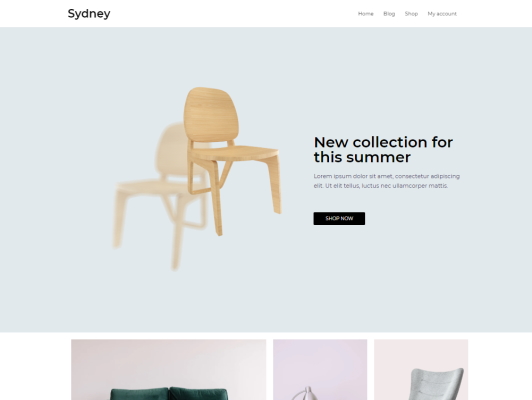 Sydney
Home Blog Shop My account
New collection for
this summer
Lorem ipsum dolor sit amet, consectetur adipiscing
elit. Ut elit tellus, luctus nec ullamcorper mattis.
SHOP NOW